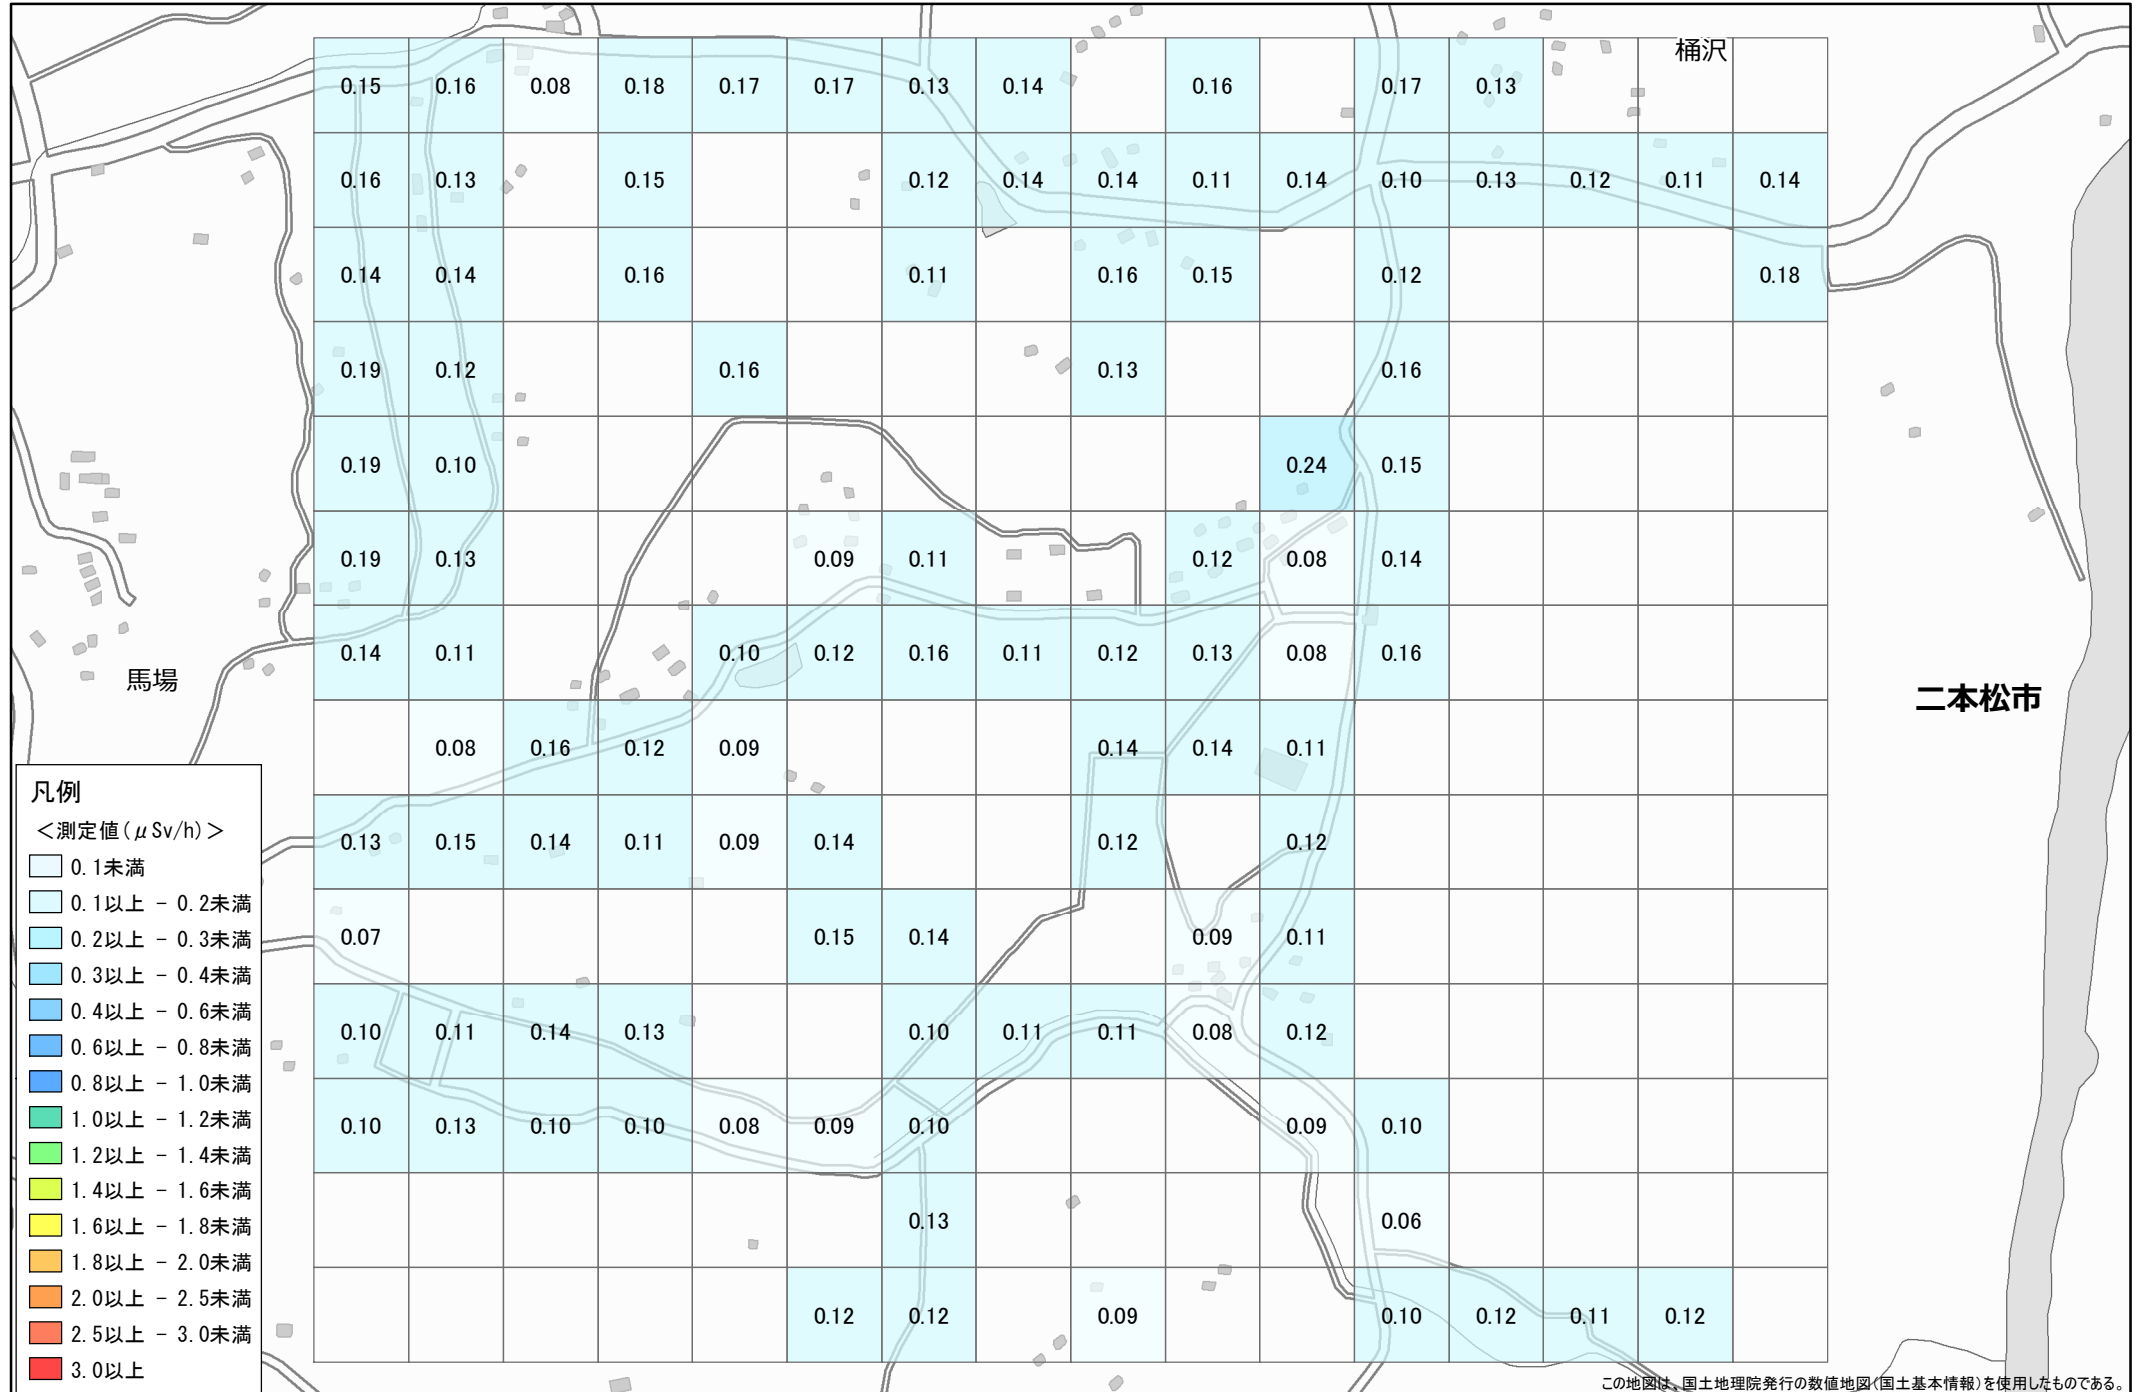 桶沢
0.15 0.16 0.08 0.18 0.17 0.17 0.13 0.14 0.16 0.17 0.13
0.16 0.13 0.15 0.12 0.14 0.14 0.11 0.14 0.10 0.13 0.12 0.11 0.14
0.14 0.14 0.16 0.11 0.16 0.15 0.12 0.18
0.19 0.12 0.16 0.13 0.16
0.19 0.10 0.24 0.15
0.19 0.13 0.09 0.11 0.12 0.08 0.14
0.14 0.11 0.10 0.12 0.16 0.11 0.12 0.13 0.08 0.16
馬場
二本松市
0.08 0.16 0.12 0.09 0.14 0.14 0.11
0.13 0.15 0.14 0.11 0.09 0.14 0.12 0.12
0.07 0.15 0.14 0.09 0.11
0.10 0.11 0.14 0.13 0.10 0.11 0.11 0.08 0.12
0.10 0.13 0.10 0.10 0.08 0.09 0.10 0.09 0.10
0.13 0.06
0.12 0.12 0.09 0.10 0.12 0.11 0.12
凡例
＜測定値(μSv/h)＞
0.1未満
0.1以上 - 0.2未満
0.2以上 - 0.3未満
0.3以上 - 0.4未満
0.4以上 - 0.6未満
0.6以上 - 0.8未満
0.8以上 - 1.0未満
1.0以上 - 1.2未満
1.2以上 - 1.4未満
1.4以上 - 1.6未満
1.6以上 - 1.8未満
1.8以上 - 2.0未満
2.0以上 - 2.5未満
2.5以上 - 3.0未満
3.0以上
この地図は、国土地理院発行の数値地図(国土基本情報)を使用したものである。